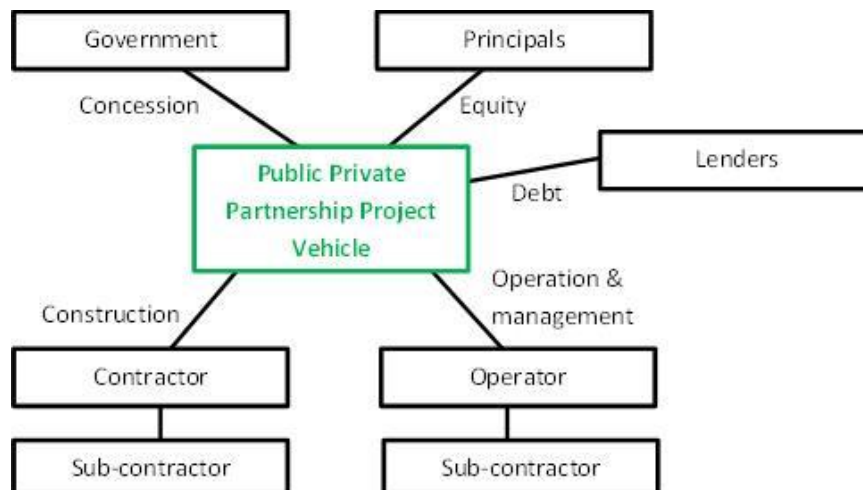 Government
Principals
Concession
Equity
Lenders
Public Private
Partnership Project
Vehicle
Debt
Operation &
management
Construction
Contractor
Operator
Sub-contractor
Sub-contractor